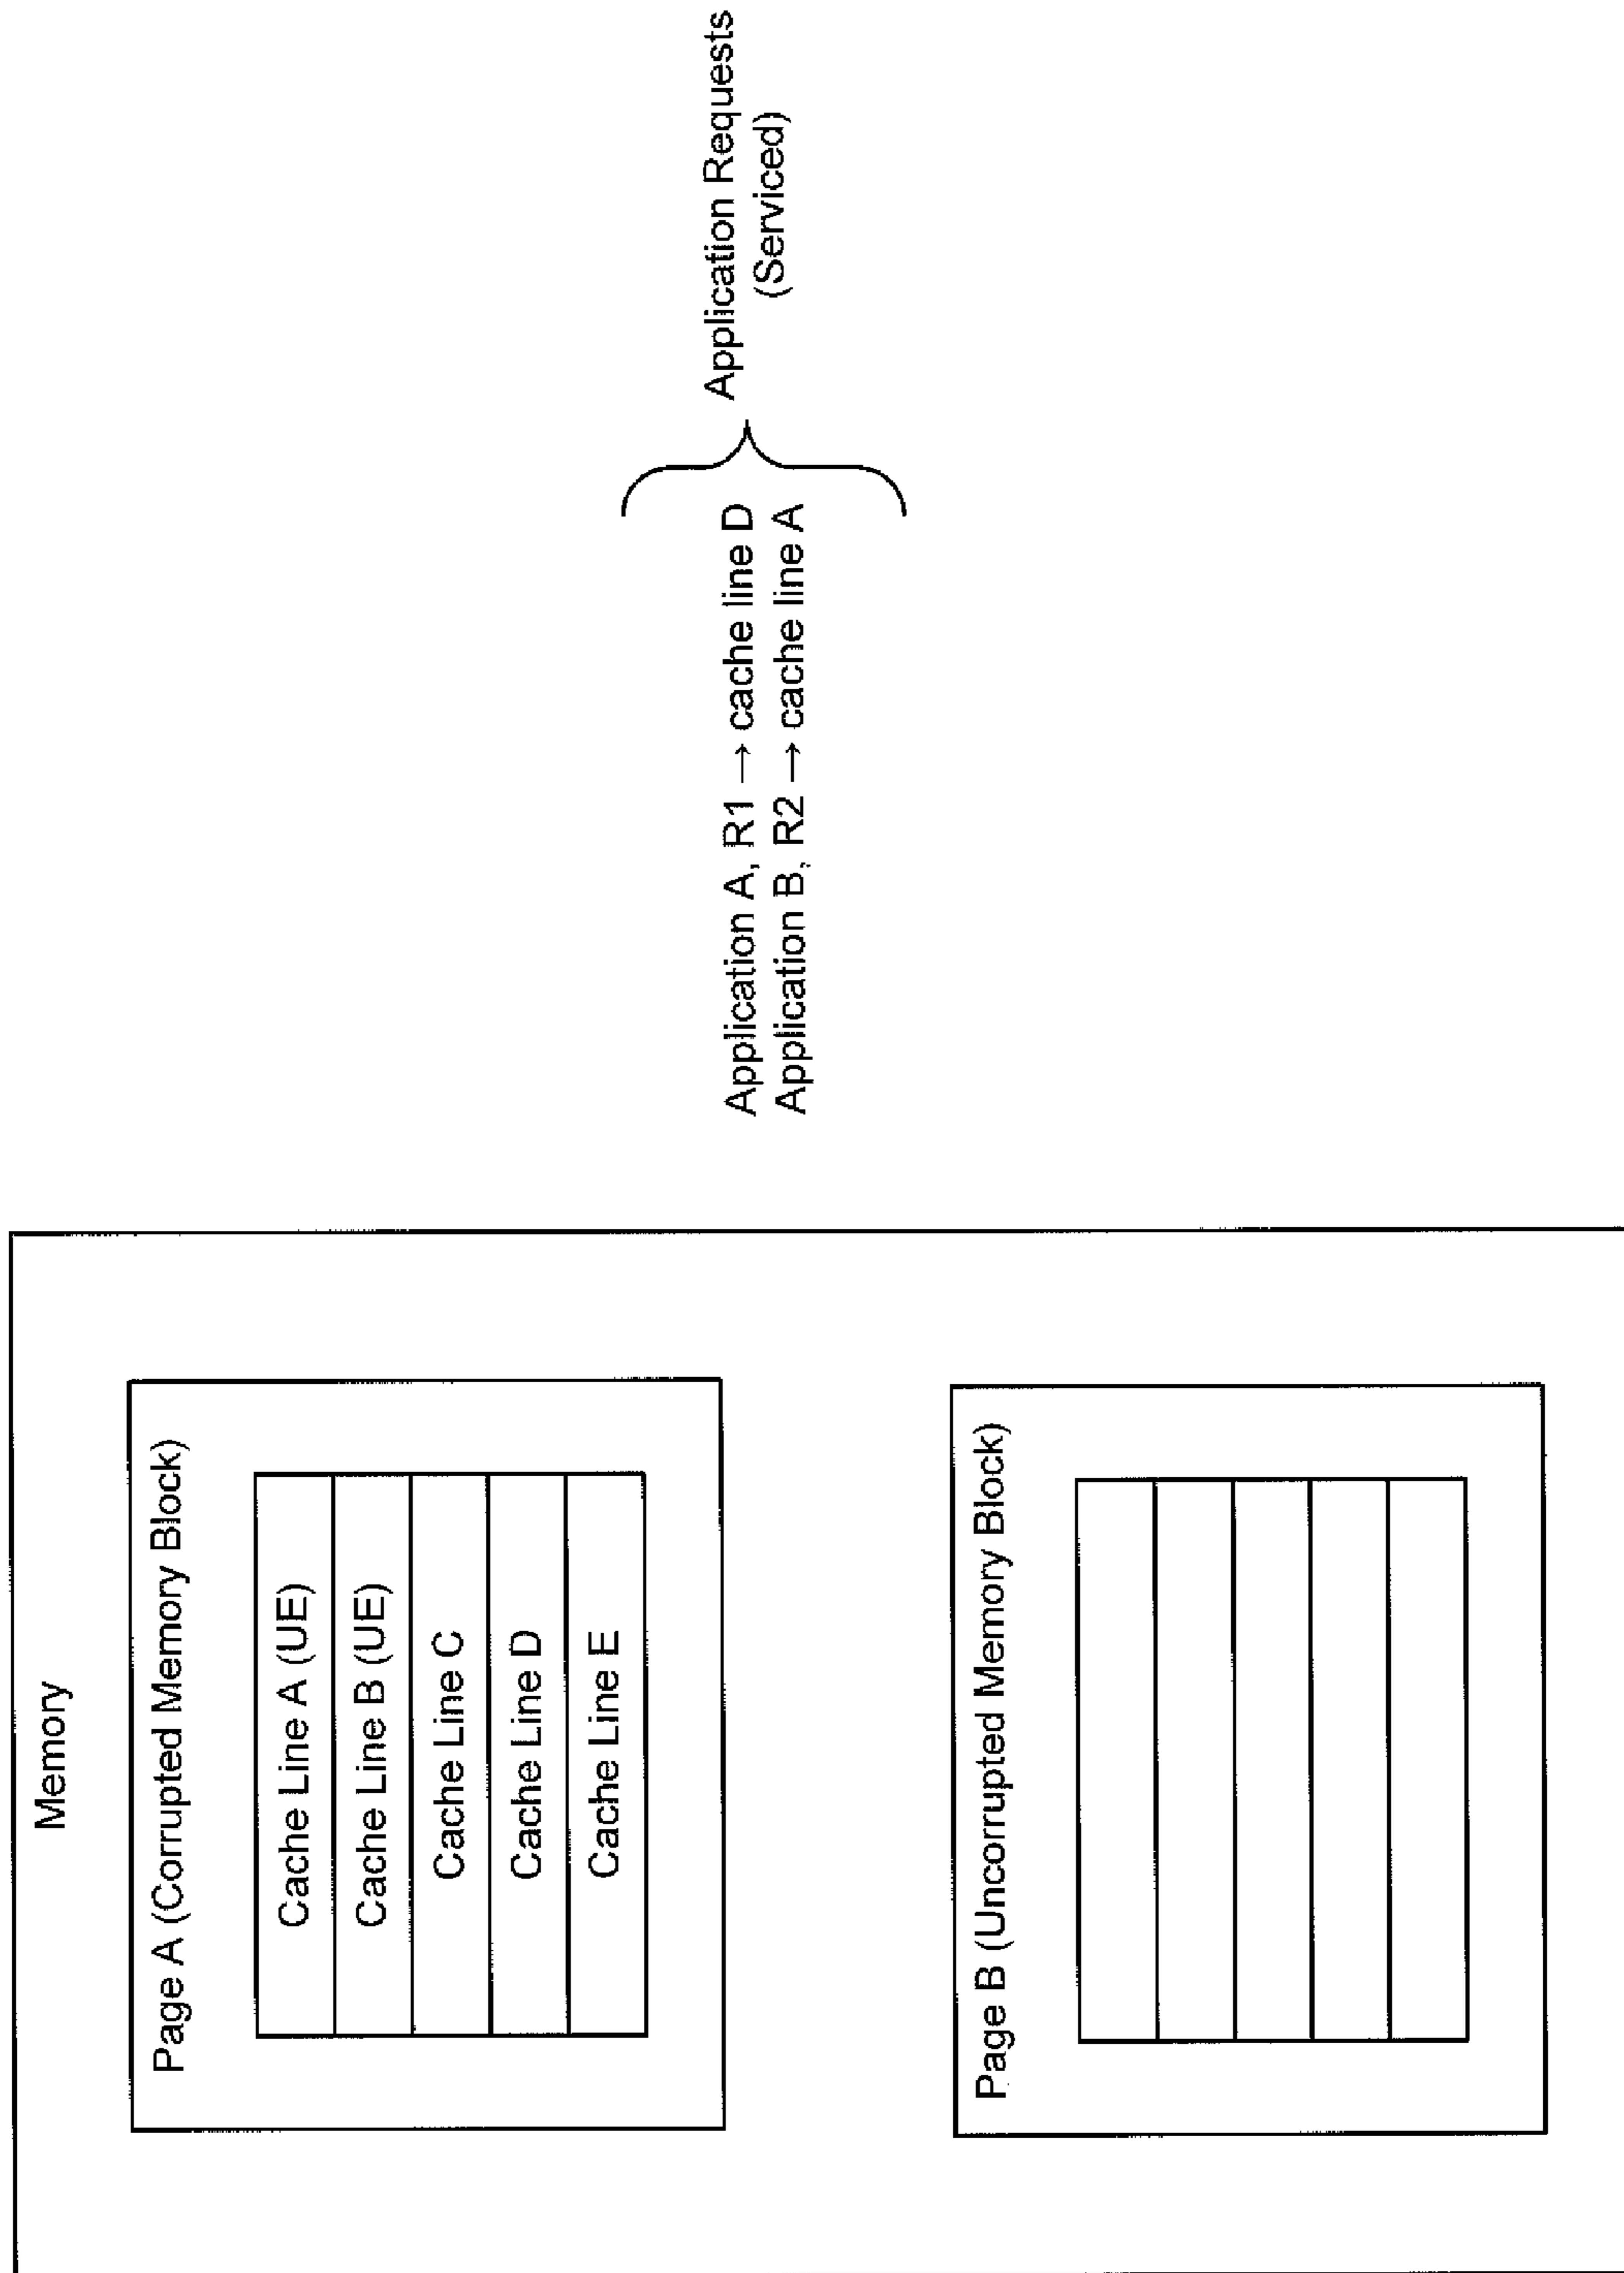 Memory
Page A (Corrupted Memory Block)
Cache Line A (UE)
Cache Line B (UE)
Cache Line C
Cache Line D
Cache Line E
Page B (Uncorrupted Memory Block)
Application A, R1 → cache line D
Application B, R2 → cache line A
Application Requests
(Serviced)